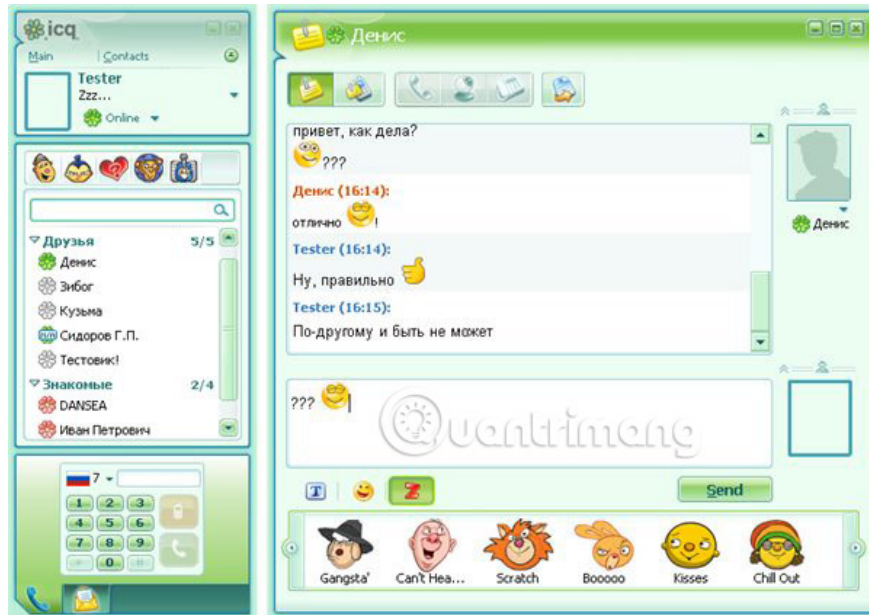 icq
Main
Contacts
Tester
Zzz...
Online
Друзья 5/5
Денис
Зибог
Кузьма
Сидоров Г.П.
Тестовик!
Знакомые 2/4
DANSEA
Иван Петрович
7
1 2 3
4 5 6
7 8 9
* 0 #
Денис
привет, как дела?
???
Денис (16:14):
отлично !
Tester (16:14):
Ну, правильно
Tester (16:15):
По-другому и быть не может
Денис
???
Quantrimang
Send
Gangsta' Can't Hea... Scratch Booooo Kisses Chill Out